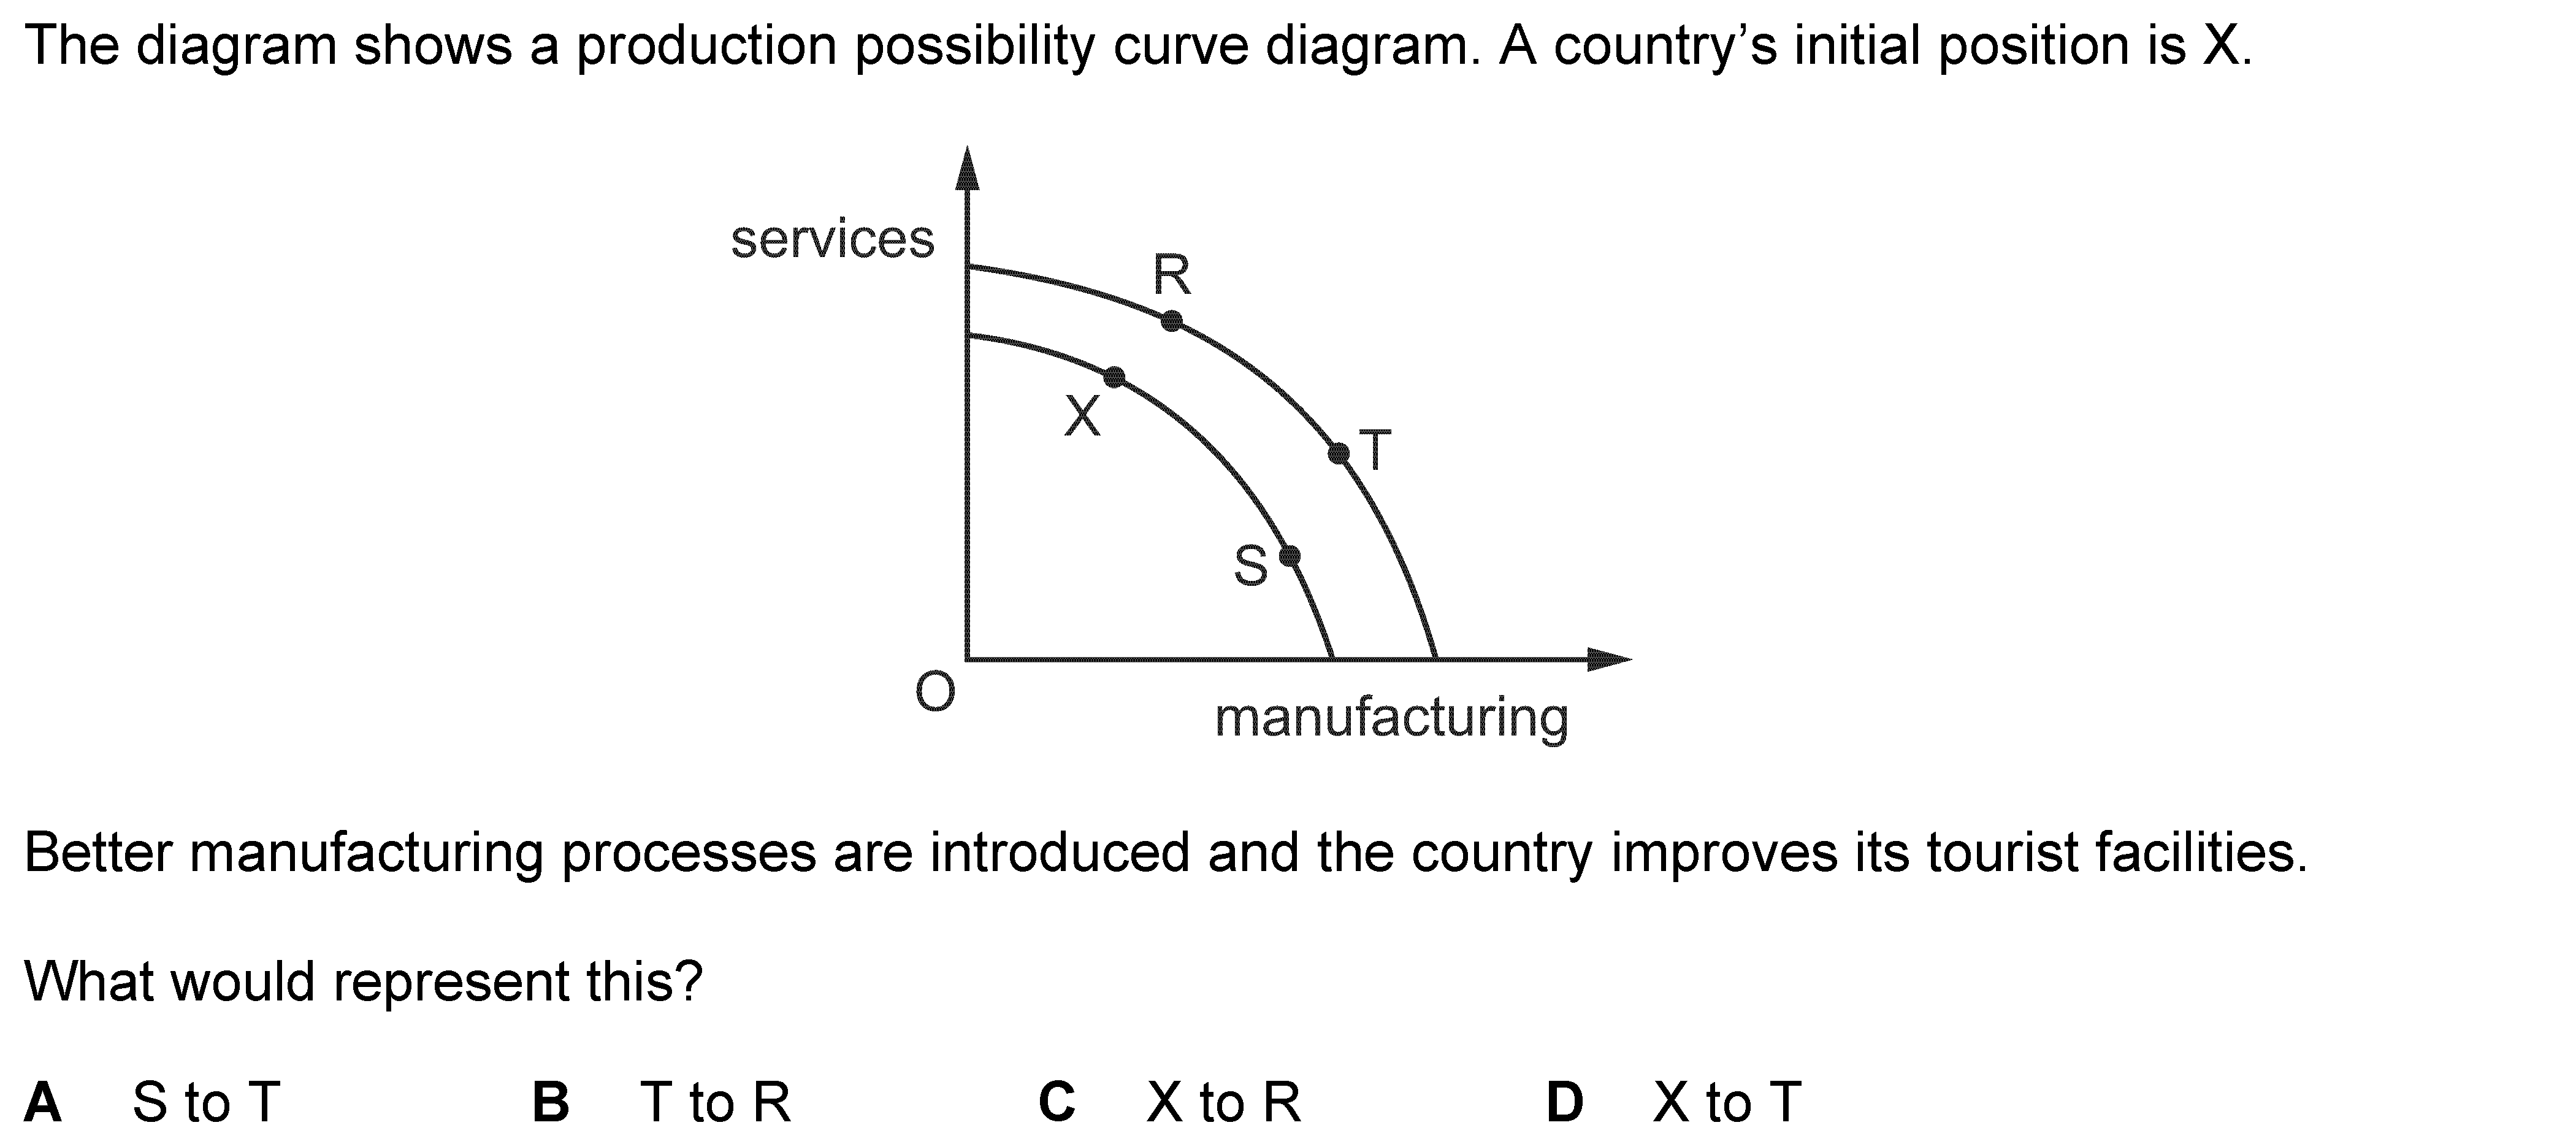 The diagram shows a production possibility curve diagram. A country’s initial position is X.
services
R
X
T
S
O
manufacturing
Better manufacturing processes are introduced and the country improves its tourist facilities.
What would represent this?
A S to T B T to R C X to R D X to T